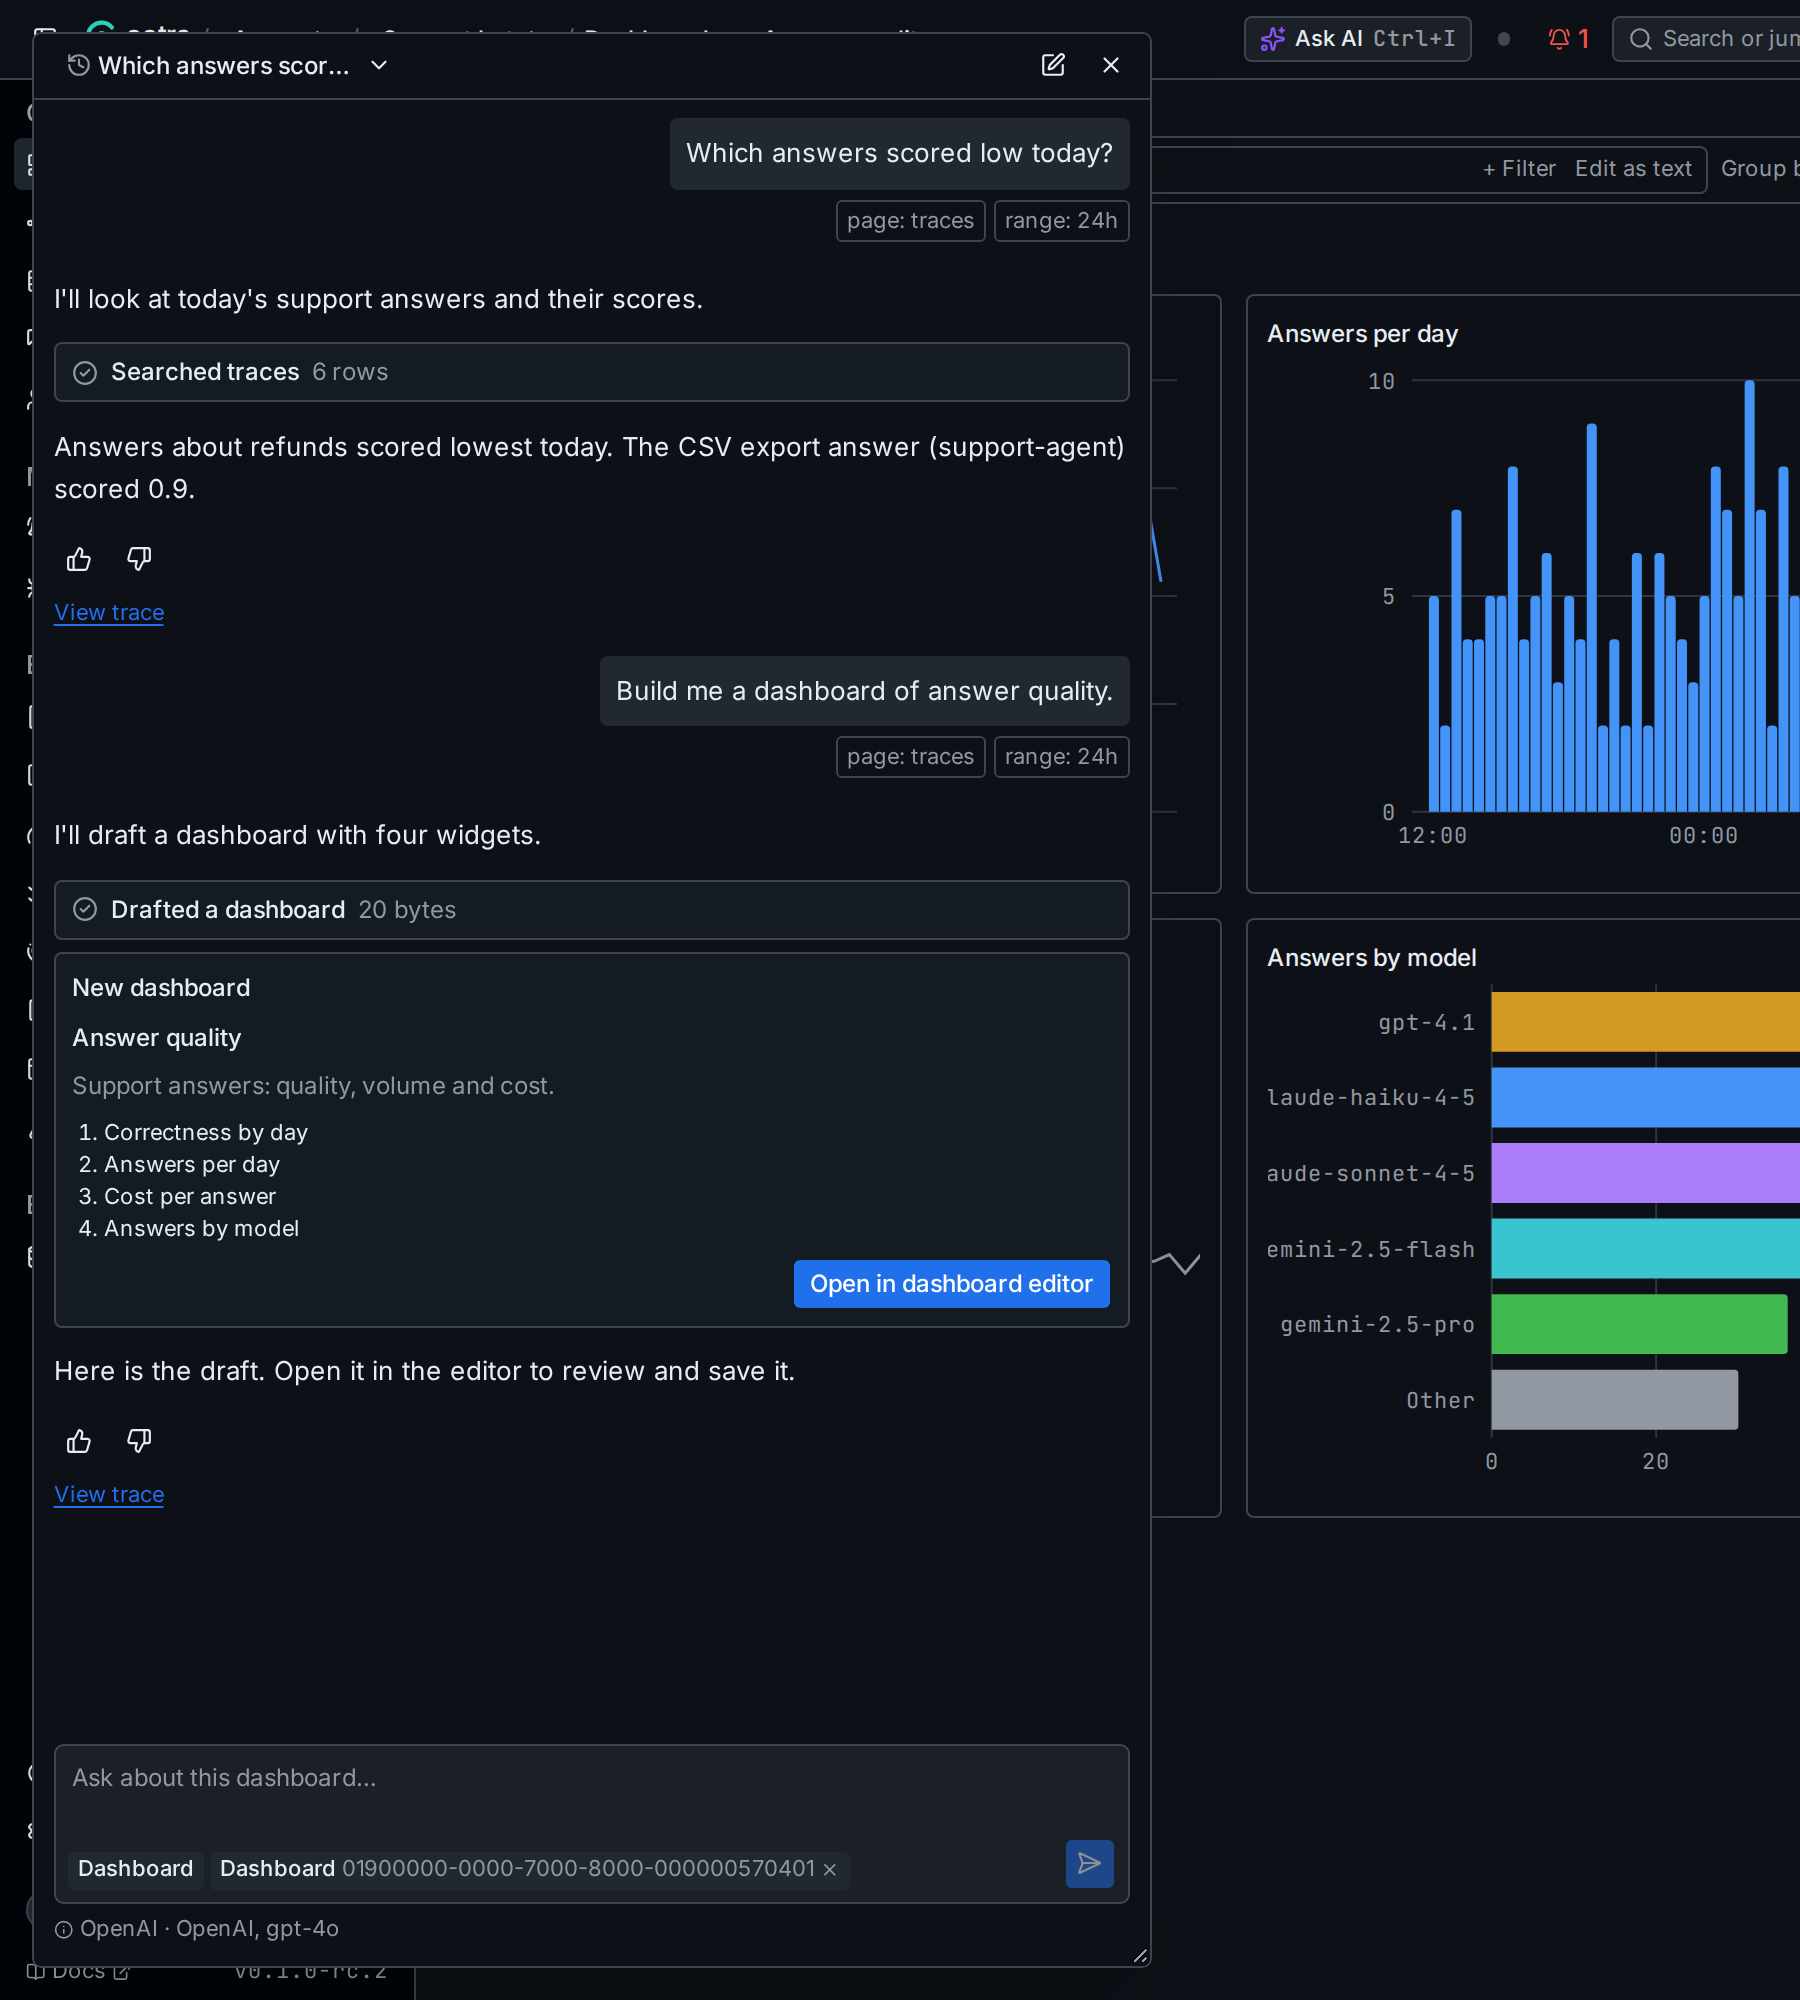 Which answers scor...
Ask AI Ctrl+I
1
Search or jum
Which answers scored low today?
page: traces range: 24h
+ Filter Edit as text
Group b
I'll look at today's support answers and their scores.
Searched traces 6 rows
Answers about refunds scored lowest today. The CSV export answer (support-agent)
scored 0.9.
View trace
Build me a dashboard of answer quality.
page: traces range: 24h
I'll draft a dashboard with four widgets.
Drafted a dashboard 20 bytes
New dashboard
Answer quality
Support answers: quality, volume and cost.
1. Correctness by day
2. Answers per day
3. Cost per answer
4. Answers by model
Open in dashboard editor
Here is the draft. Open it in the editor to review and save it.
View trace
Ask about this dashboard...
Dashboard Dashboard 01900000-0000-7000-8000-000000570401
OpenAI · OpenAI, gpt-4o
Docs v0.1.0-rc.2
Answers per day
10
5
0
12:00 00:00
Answers by model
gpt-4.1
laude-haiku-4-5
aude-sonnet-4-5
emini-2.5-flash
gemini-2.5-pro
Other
0 20